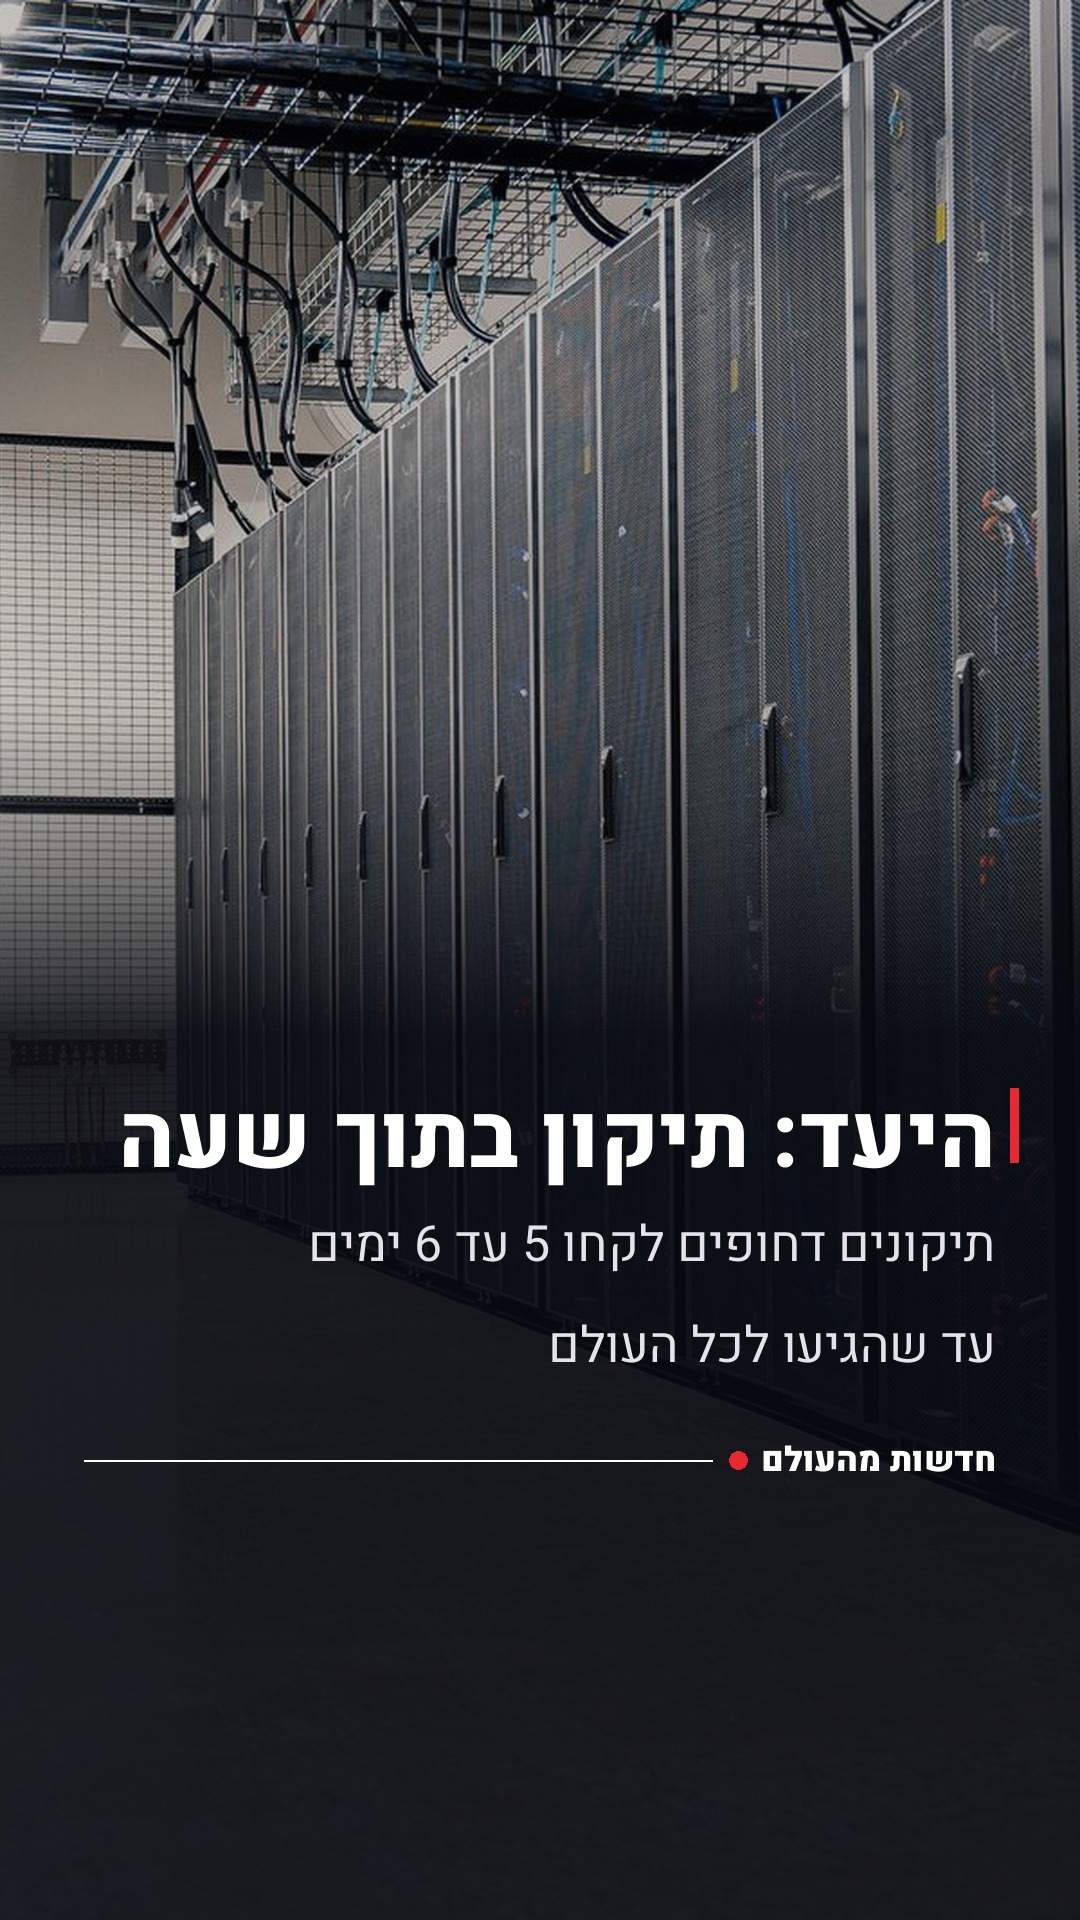 היעד: תיקון בתוך שעה
תיקונים דחופים לקחו 5 עד 6 ימים
עד שהגיעו לכל העולם
חדשות מהעולם